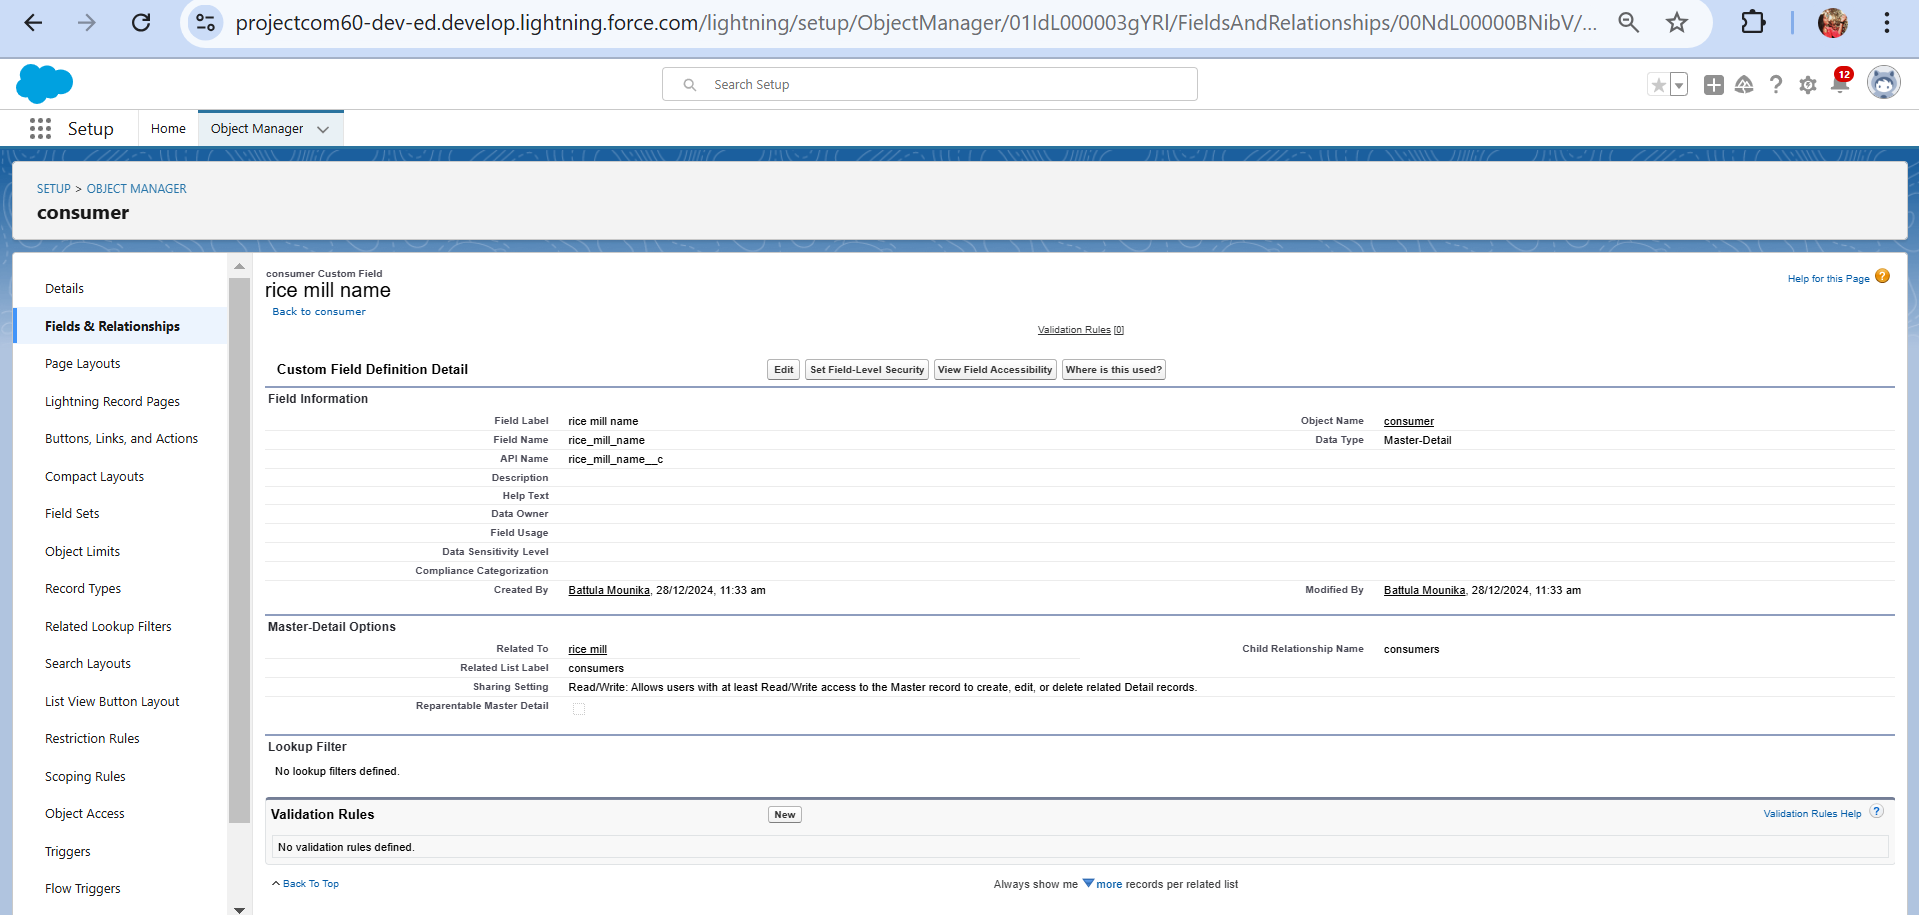 projectcom60-dev-ed.develop.lightning.force.com/lightning/setup/ObjectManager/01IdL000003gYRl/FieldsAndRelationships/00NdL00000BNibV/...
Search Setup
12
Setup
Home
Object Manager
SETUP > OBJECT MANAGER
consumer
Details
Fields & Relationships
Page Layouts
Lightning Record Pages
Buttons, Links, and Actions
Compact Layouts
Field Sets
Object Limits
Record Types
Related Lookup Filters
Search Layouts
List View Button Layout
Restriction Rules
Scoping Rules
Object Access
Triggers
Flow Triggers
consumer Custom Field
rice mill name
Back to consumer
Help for this Page
Validation Rules [0]
Custom Field Definition Detail
Edit
Set Field-Level Security
View Field Accessibility
Where is this used?
Field Information
Field Label rice mill name
Object Name consumer
Field Name rice_mill_name
Data Type Master-Detail
API Name rice_mill_name__c
Description
Help Text
Data Owner
Field Usage
Data Sensitivity Level
Compliance Categorization
Created By Battula Mounika, 28/12/2024, 11:33 am
Modified By Battula Mounika, 28/12/2024, 11:33 am
Master-Detail Options
Related To rice mill
Child Relationship Name consumers
Related List Label consumers
Sharing Setting Read/Write: Allows users with at least Read/Write access to the Master record to create, edit, or delete related Detail records.
Reparentable Master Detail
Lookup Filter
No lookup filters defined.
Validation Rules
New
Validation Rules Help ?
No validation rules defined.
Back To Top
Always show me more records per related list